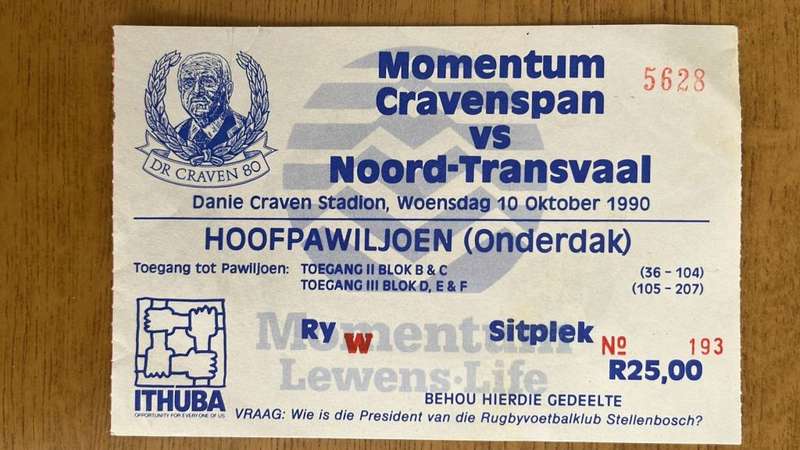 Momentum
5628
Cravenspan
vs
Noord-Transvaal
DR CRAVEN 80
Danie Craven Stadion, Woensdag 10 Oktober 1990
HOOFPAWILJOEN (Onderdak)
Toegang tot Pawiljoen: TOEGANG II BLOK B & C (36 - 104)
TOEGANG III BLOK D, E & F (105 - 207)
Ry W Sitplek Nº 193
Momentum
Lewens·Life
R25,00
ITHUBA
OPPORTUNITY FOR EVERYONE OF US
BEHOU HIERDIE GEDEELTE
VRAAG: Wie is die President van die Rugbyvoetbalklub Stellenbosch?